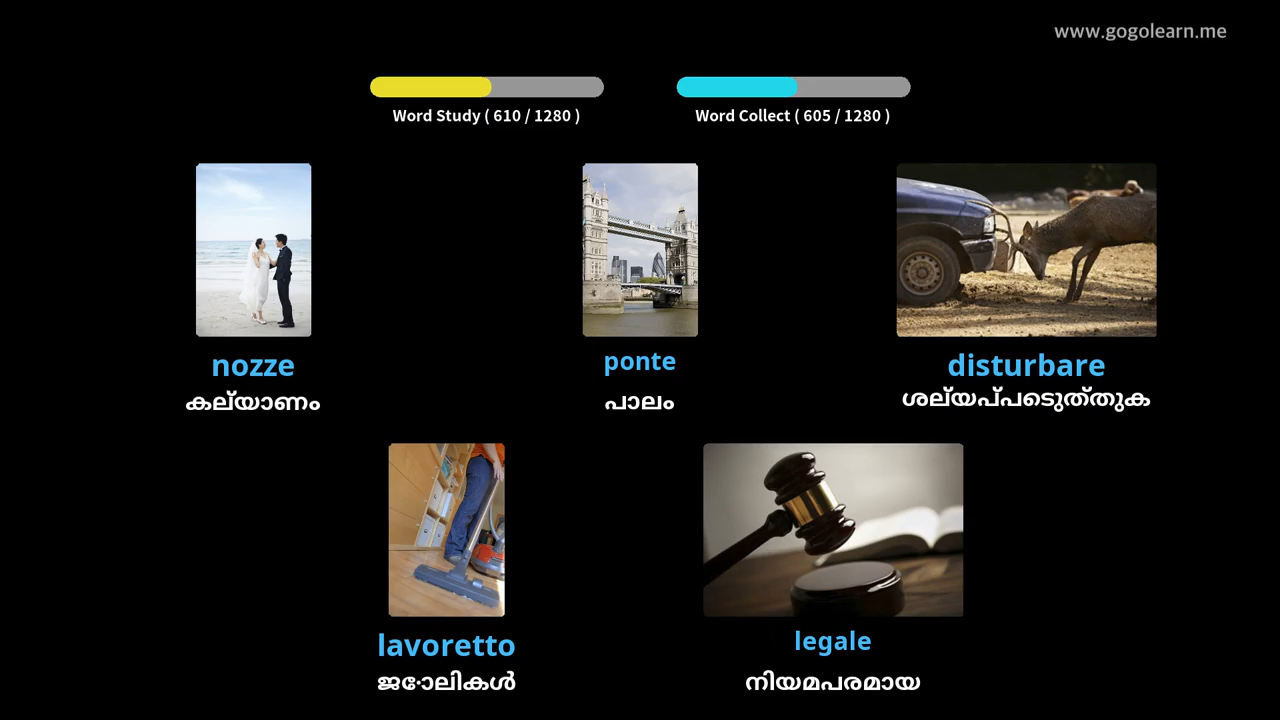 www.gogolearn.me
Word Study ( 610 / 1280 )
Word Collect ( 605 / 1280 )
nozze
ponte
disturbare
കല്യാണം
പാലം
ശല്യപ്പടെുത്തുക
lavoretto
legale
ജോലികൾ
നിയമപരമായ